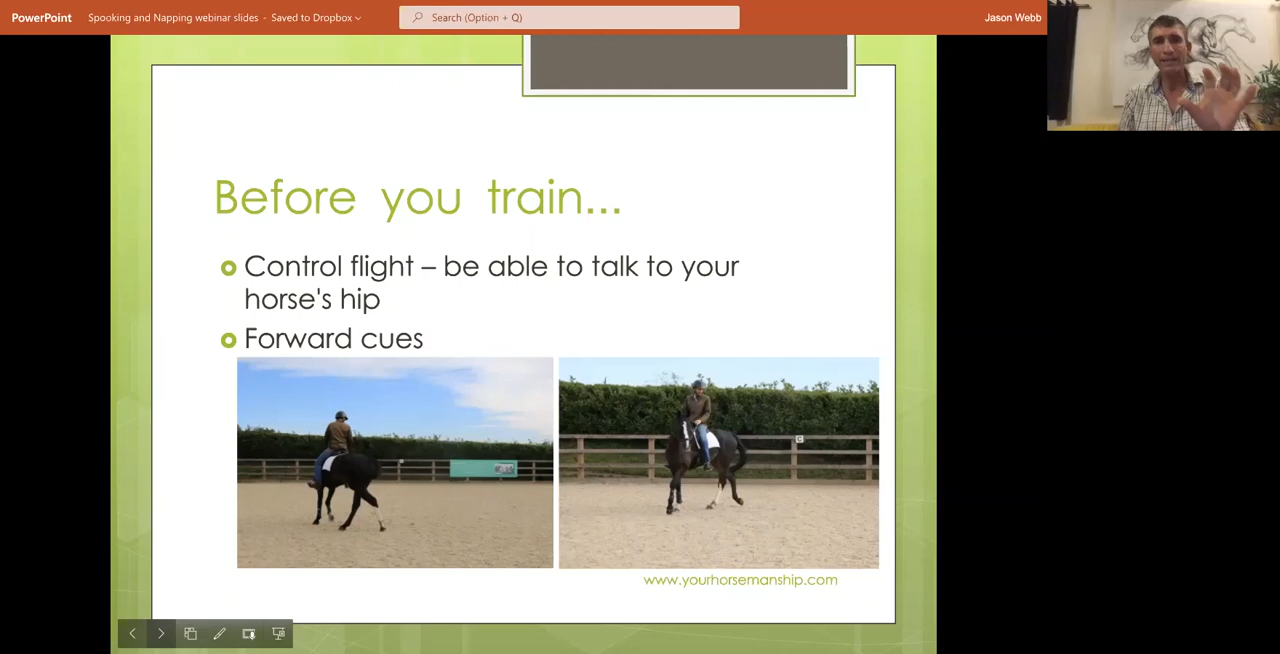 PowerPoint
Spooking and Napping webinar slides - Saved to Dropbox
Search (Option + Q)
Jason Webb
Before you train...
Control flight – be able to talk to your
horse's hip
Forward cues
C
www.yourhorsemanship.com